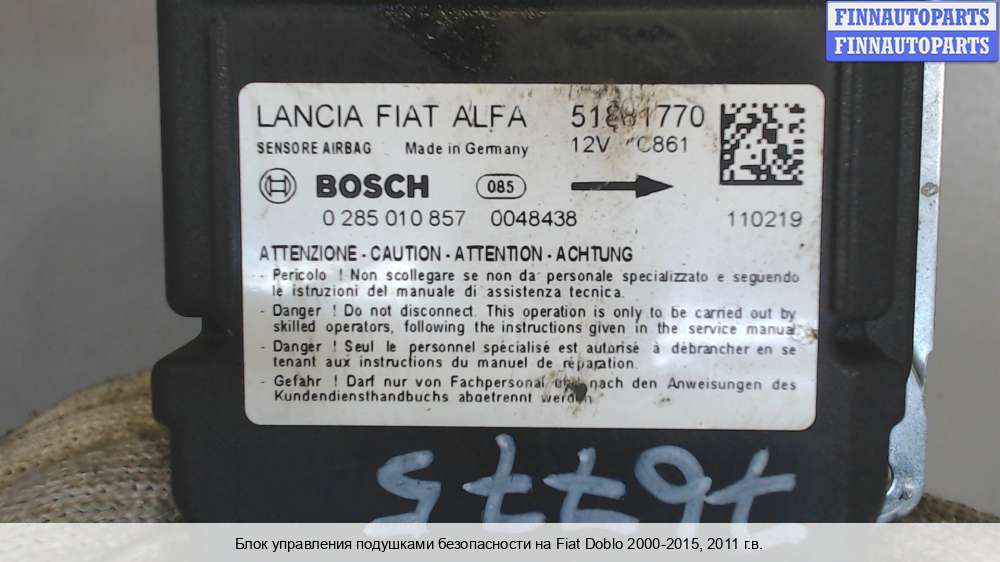 FINNAUTOPARTS
FINNAUTOPARTS
LANCIA FIAT ALFA 51881770
SENSORE AIRBAG Made in Germany 12V C861
BOSCH 085
0 285 010 857 0048438 110219
ATTENZIONE - CAUTION - ATTENTION - ACHTUNG
- Pericolo ! Non scollegare se non da personale specializzato e seguendo
le istruzioni del manuale di assistenza tecnica.
- Danger ! Do not disconnect. This operation is only to be carried out by
skilled operators, following the instructions given in the service manual
- Danger ! Seul le personnel spécialisé est autorisé à débrancher en se
tenant aux instructions du manuel de réparation.
- Gefahr ! Darf nur von Fachpersonal und nach den Anweisungen des
Kundendiensthandbuchs abgetrennt werden
76775
Блок управления подушками безопасности на Fiat Doblo 2000-2015, 2011 г.в.